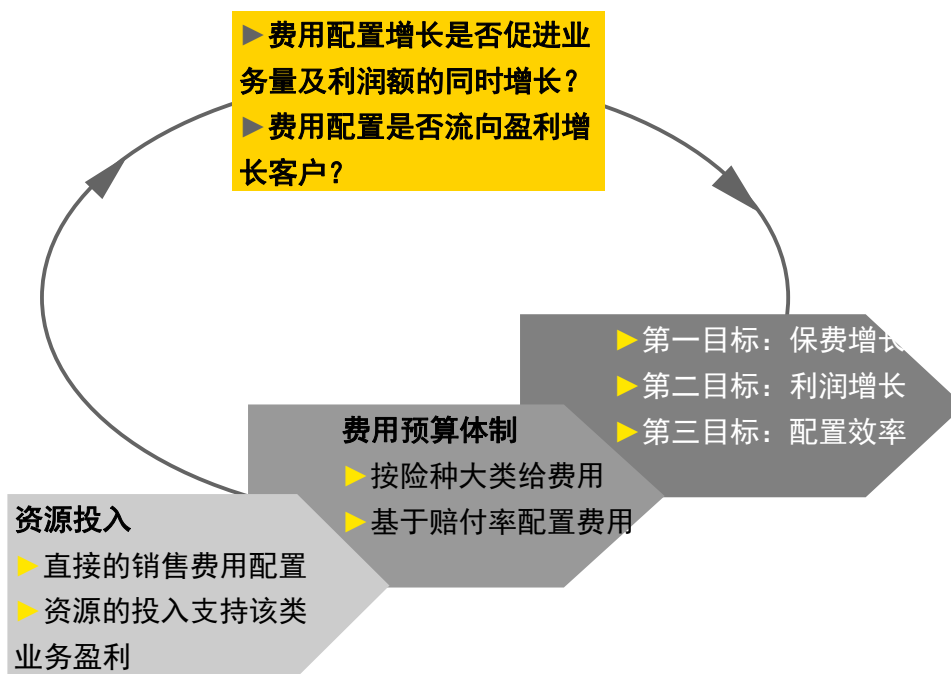 ►费用配置增长是否促进业
务量及利润额的同时增长？
►费用配置是否流向盈利增
长客户？
►第一目标：保费增长
►第二目标：利润增长
►第三目标：配置效率
费用预算体制
►按险种大类给费用
►基于赔付率配置费用
资源投入
►直接的销售费用配置
►资源的投入支持该类
业务盈利